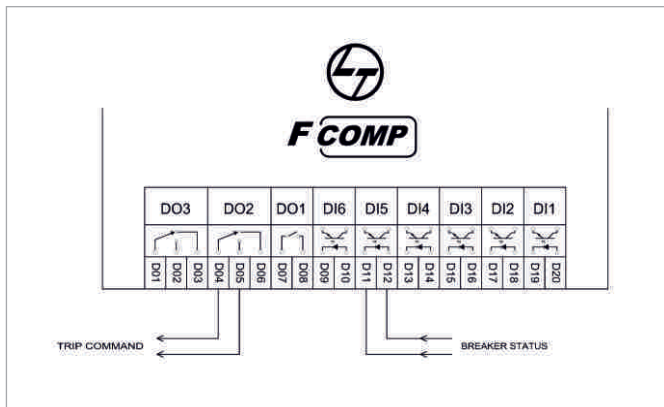 LT
F COMP
DO3 DO2 DO1 DI6 DI5 DI4 DI3 DI2 DI1
D01 D02 D03 D04 D05 D06 D07 D08 D09 D10 D11 D12 D13 D14 D15 D16 D17 D18 D19 D20
TRIP COMMAND
BREAKER STATUS